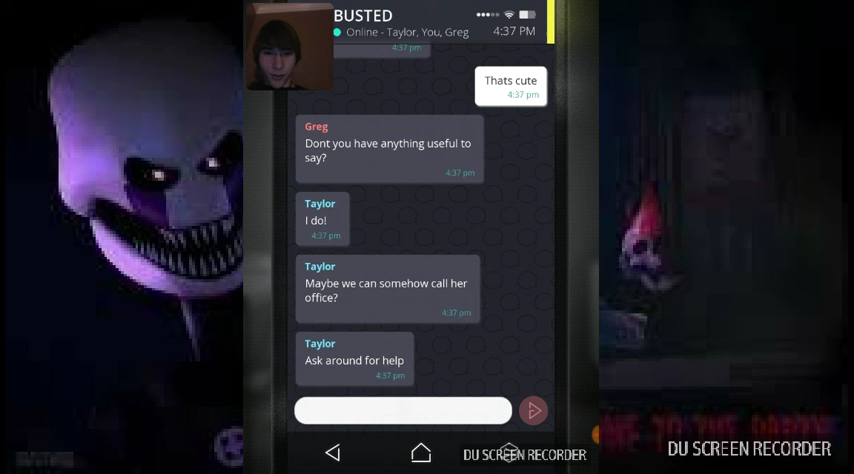 BUSTED
Online - Taylor, You, Greg
4:37 PM
4:37 pm
Thats cute
4:37 pm
Greg
Dont you have anything useful to
say?
4:37 pm
Taylor
I do!
4:37 pm
Taylor
Maybe we can somehow call her
office?
4:37 pm
Taylor
Ask around for help
4:37 pm
DU SCREEN RECORDER
TO THE
DU SCREEN RECORDER